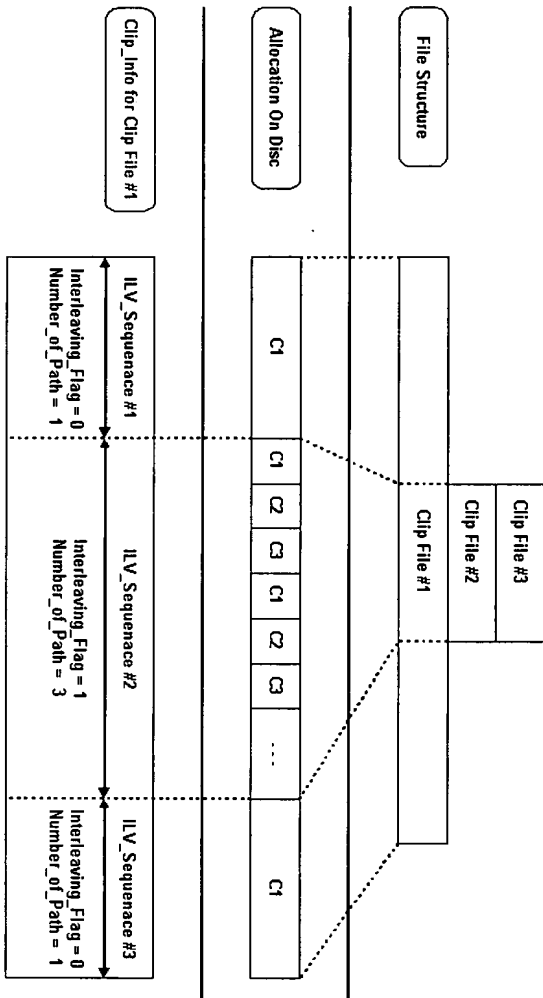 File Structure
Clip File #3
Clip File #2
Clip File #1
Allocation On Disc
C1
C1
C2
C3
C1
C2
C3
...
C1
Clip_Info for Clip File #1
ILV_Sequenace #1
Interleaving_Flag = 0
Number_of_Path = 1
ILV_Sequenace #2
Interleaving_Flag = 1
Number_of_Path = 3
ILV_Sequenace #3
Interleaving_Flag = 0
Number_of_Path = 1